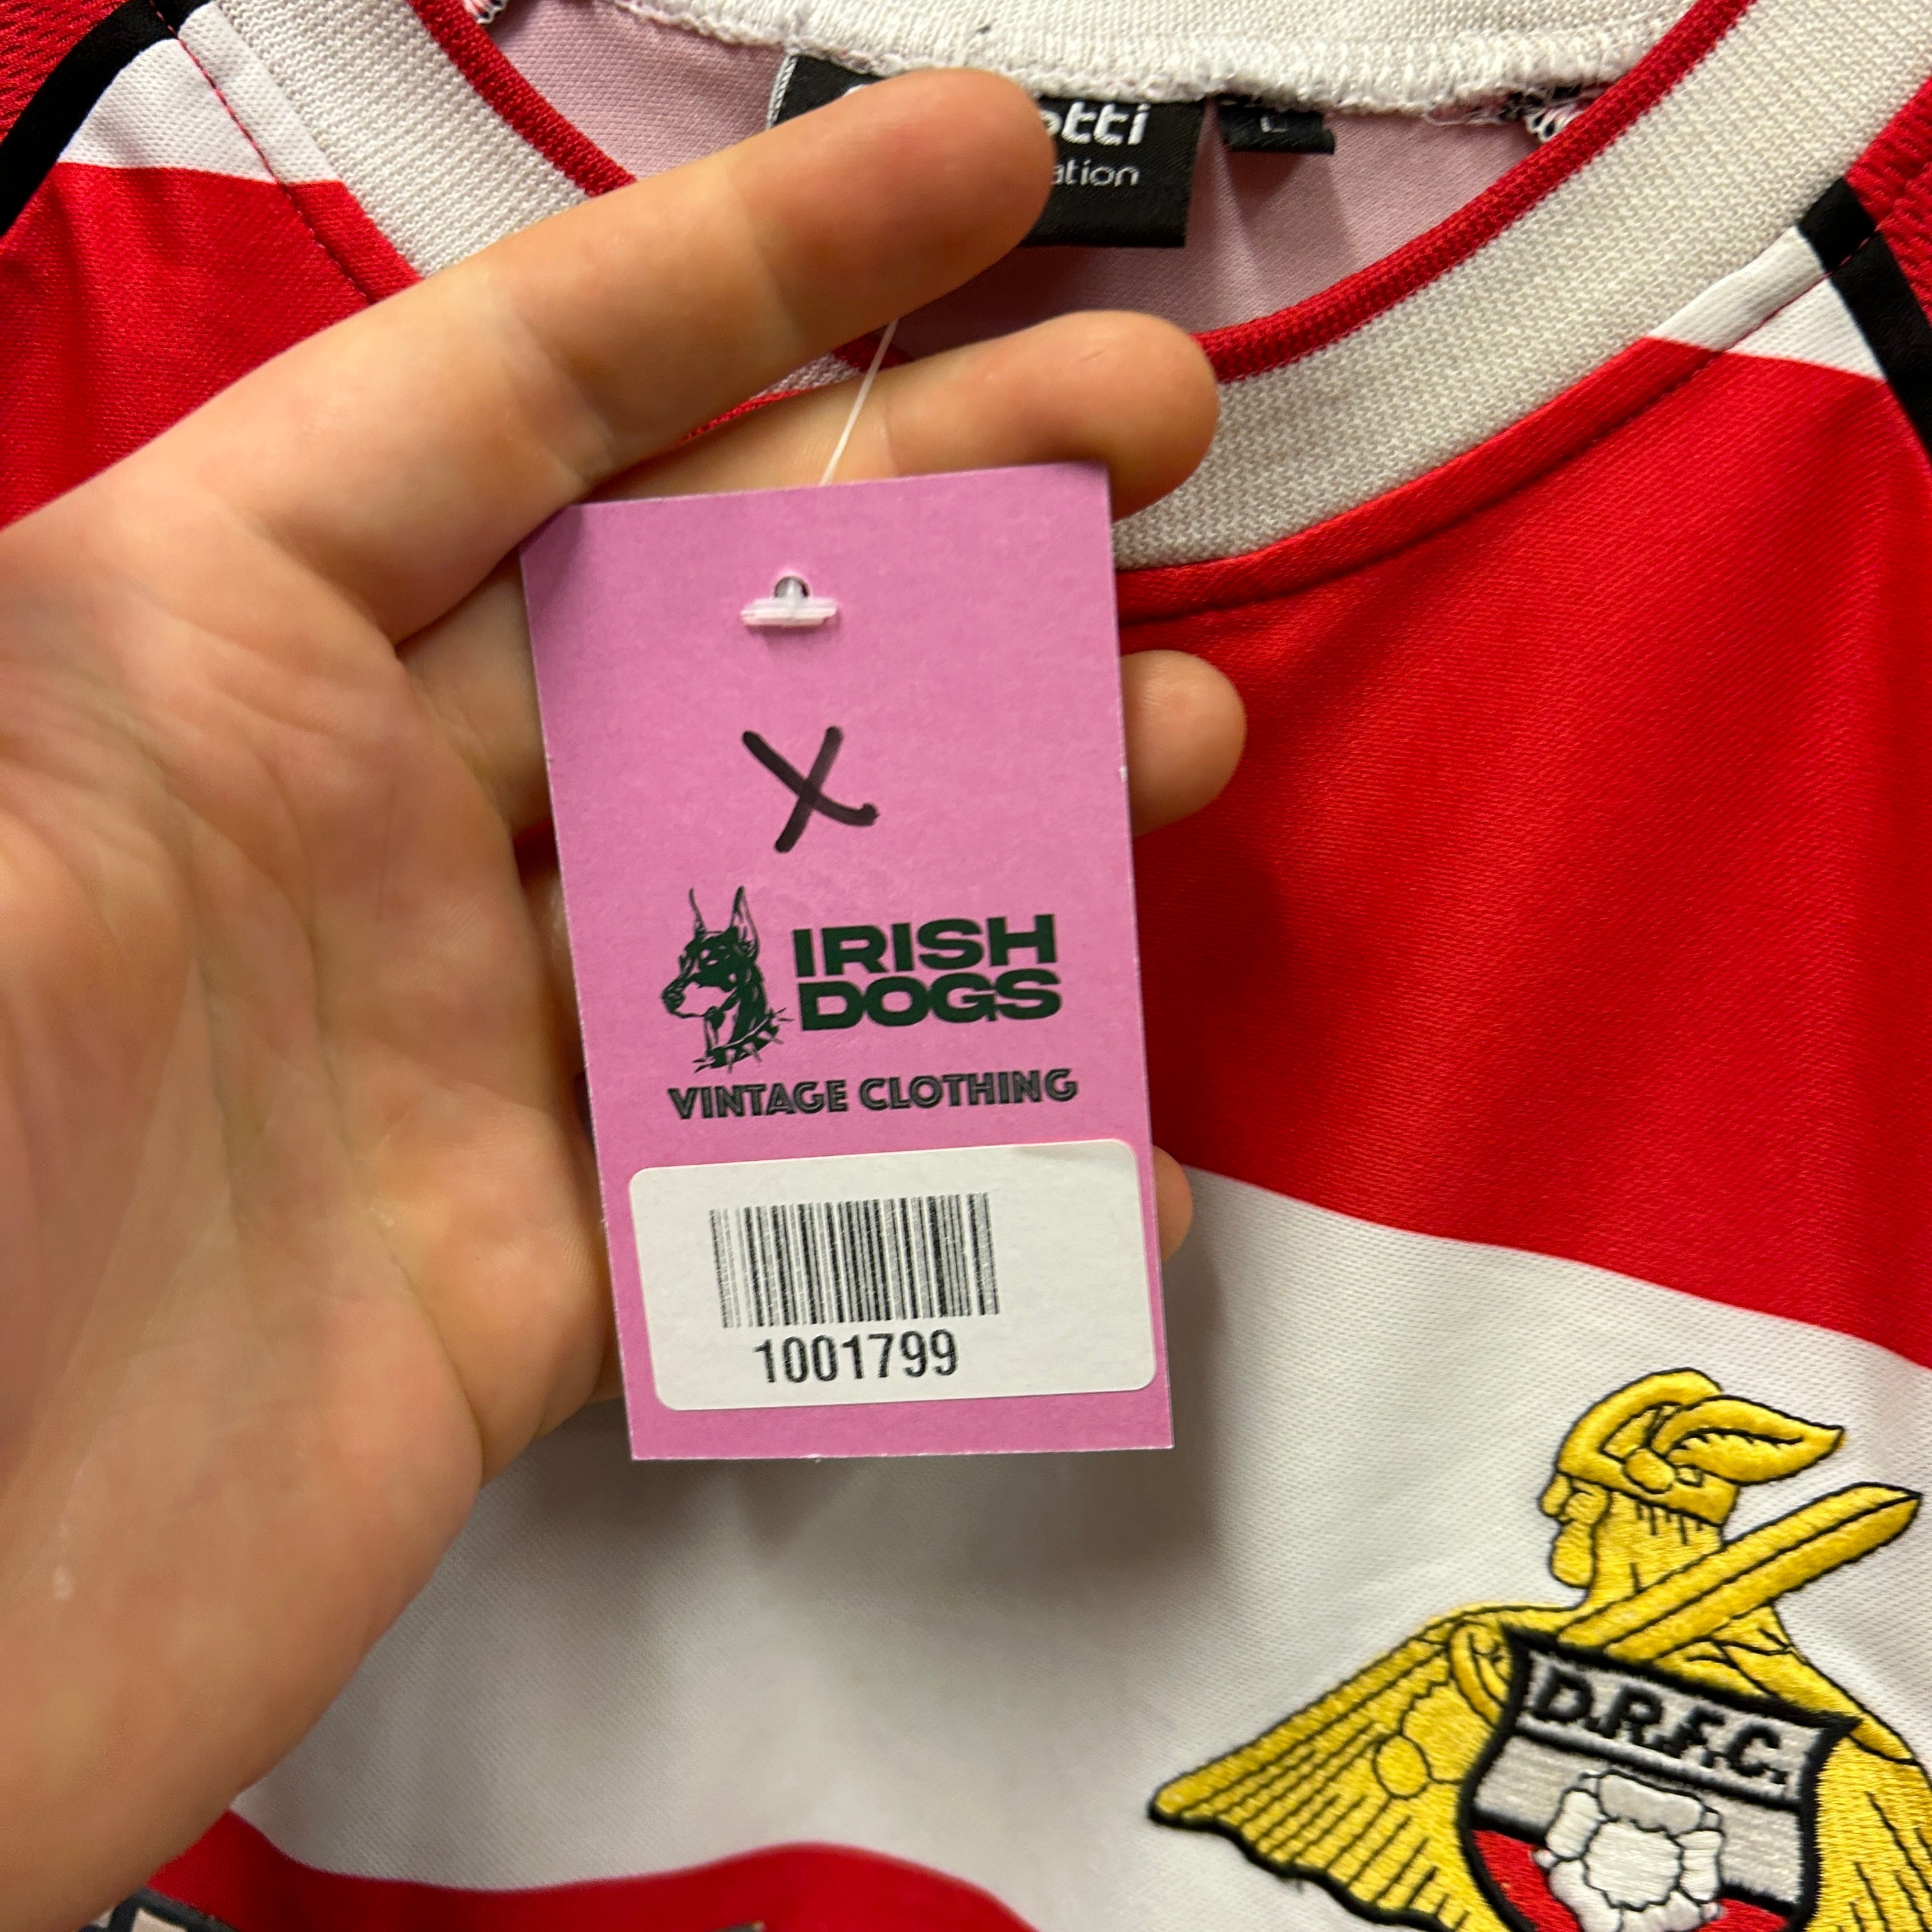 L
X
IRISH
DOGS
VINTAGE CLOTHING
1001799
D.R.F.C.